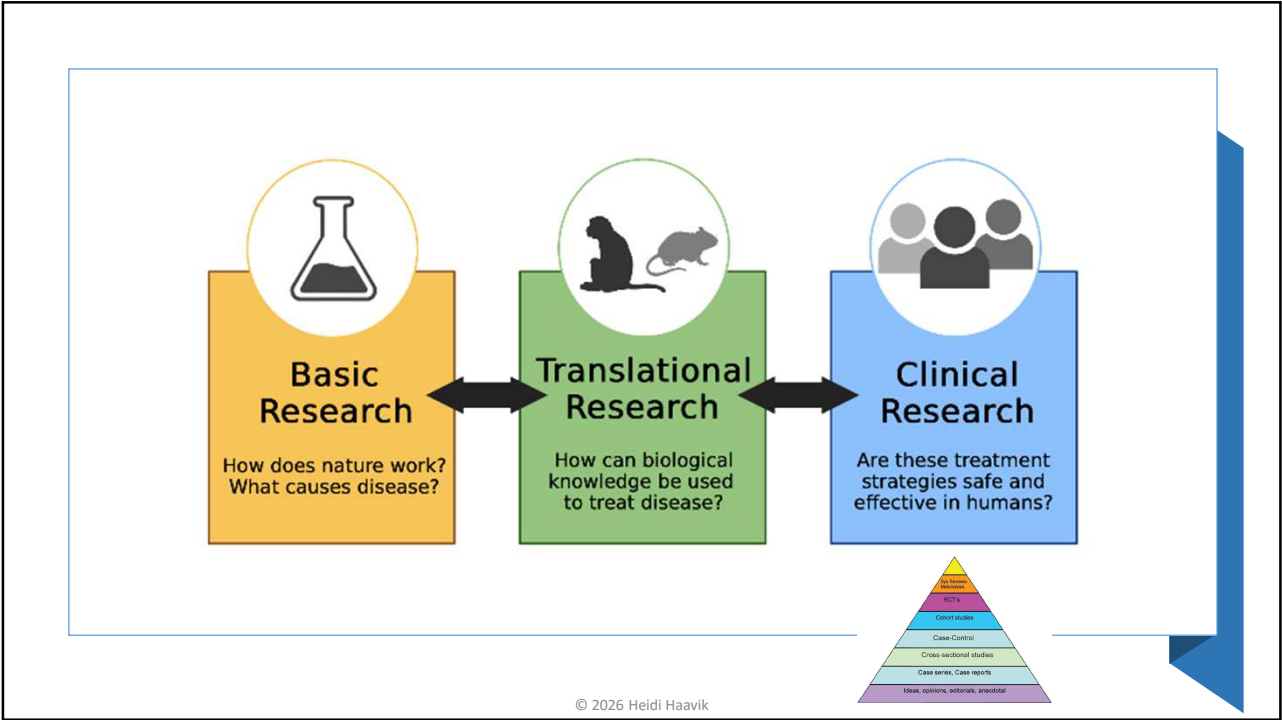 Basic
Research
How does nature work?
What causes disease?
Translational
Research
How can biological
knowledge be used
to treat disease?
Clinical
Research
Are these treatment
strategies safe and
effective in humans?
Metanalysis
RCT's
Cohort studies
Case-Control
Cross-sectional studies
Case series, Case reports
Ideas, opinions, editorials, anecdotal
© 2026 Heidi Haavik